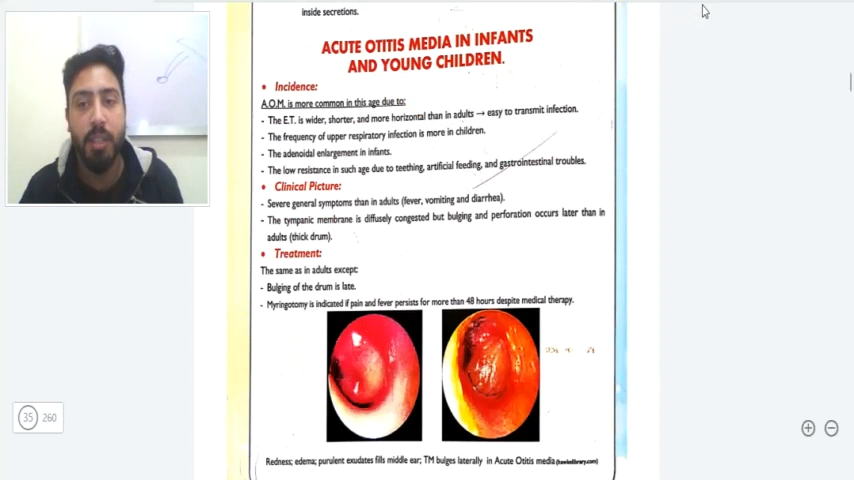 inside secretions.
ACUTE OTITIS MEDIA IN INFANTS
AND YOUNG CHILDREN.
• Incidence:
A.O.M. is more common in this age due to:
- The E.T. is wider, shorter, and more horizontal than in adults → easy to transmit infection.
- The frequency of upper respiratory infection is more in children.
- The adenoidal enlargement in infants.
- The low resistance in such age due to teething, artificial feeding, and gastrointestinal troubles.
• Clinical Picture:
- Severe general symptoms than in adults (fever, vomiting and diarrhea).
- The tympanic membrane is diffusely congested but bulging and perforation occurs later than in
adults (thick drum).
• Treatment:
The same as in adults except:
- Bulging of the drum is late.
- Myringotomy is indicated if pain and fever persists for more than 48 hours despite medical therapy.
35 260
Redness; edema; purulent exudates fills middle ear; TM bulges laterally in Acute Otitis media (hawkelibrary.com)